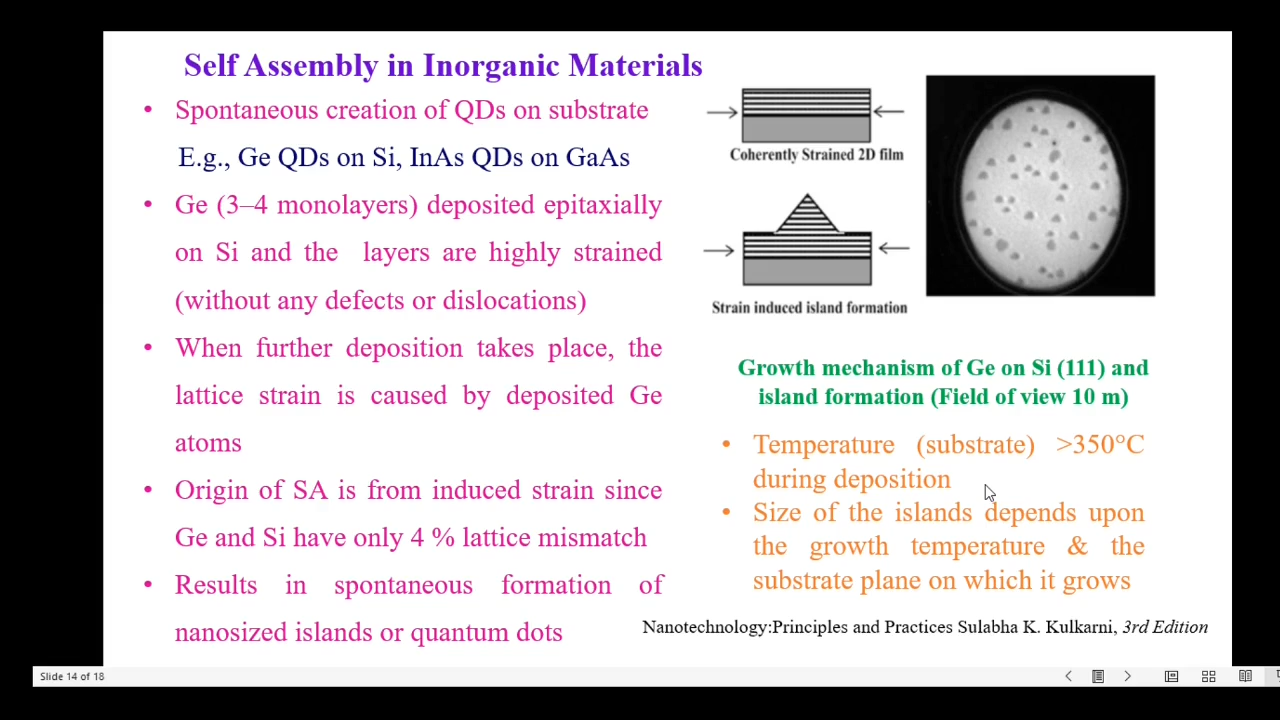 Self Assembly in Inorganic Materials
• Spontaneous creation of QDs on substrate
E.g., Ge QDs on Si, InAs QDs on GaAs
• Ge (3–4 monolayers) deposited epitaxially
on Si and the layers are highly strained
(without any defects or dislocations)
• When further deposition takes place, the
lattice strain is caused by deposited Ge
atoms
• Origin of SA is from induced strain since
Ge and Si have only 4 % lattice mismatch
• Results in spontaneous formation of
nanosized islands or quantum dots
Coherently Strained 2D film
Strain induced island formation
Growth mechanism of Ge on Si (111) and
island formation (Field of view 10 m)
• Temperature (substrate) >350°C
during deposition
• Size of the islands depends upon
the growth temperature & the
substrate plane on which it grows
Nanotechnology:Principles and Practices Sulabha K. Kulkarni, 3rd Edition
Slide 14 of 18